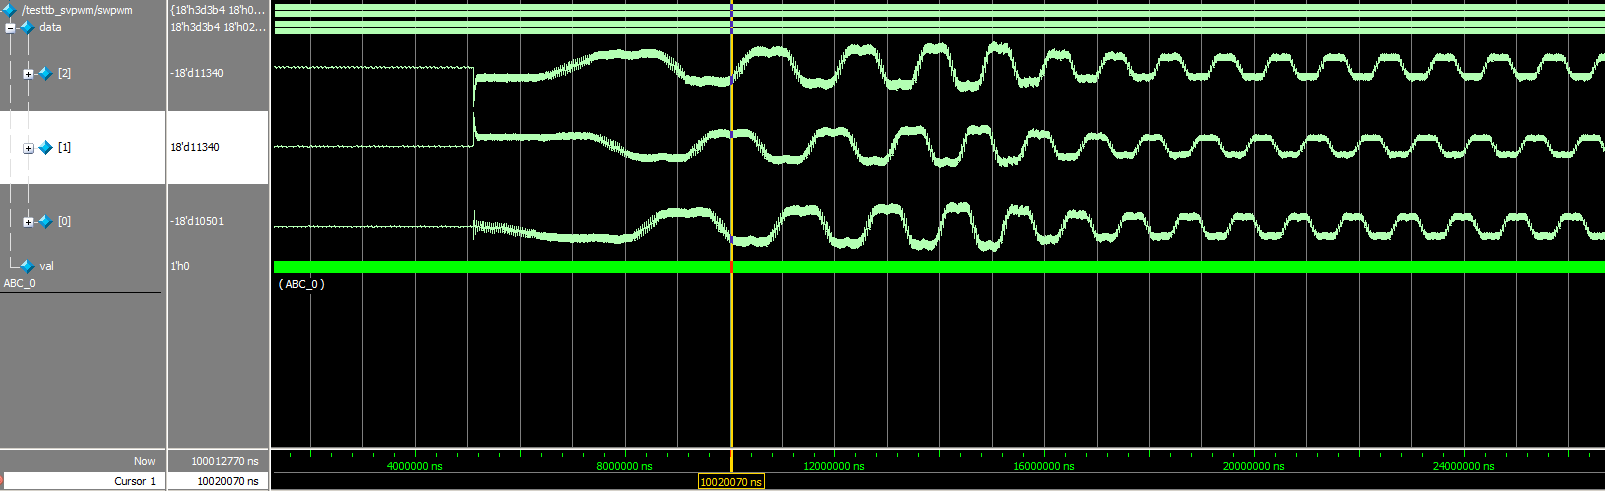 /testtb_svpwm/swpwm {18'h3d3b4 18'h0...
data 18'h3d3b4 18'h02...
[2] -18'd11340
[1] 18'd11340
[0] -18'd10501
val 1'h0
ABC_0 ( ABC_0 )
Now 100012770 ns 4000000 ns 8000000 ns 12000000 ns 16000000 ns 20000000 ns 24000000 ns
Cursor 1 10020070 ns 10020070 ns